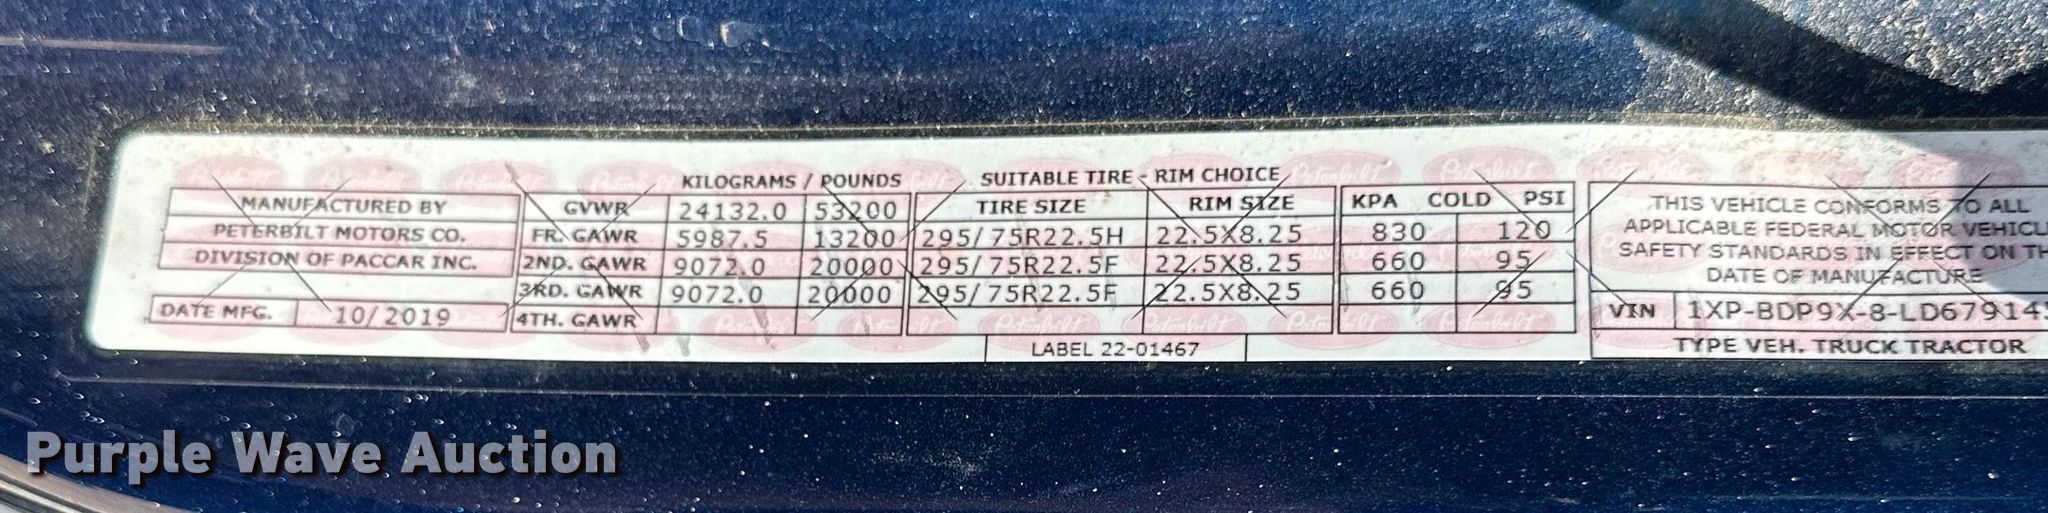 KILOGRAMS / POUNDS SUITABLE TIRE - RIM CHOICE
MANUFACTURED BY GVWR 24132.0 53200 TIRE SIZE RIM SIZE KPA COLD PSI
PETERBILT MOTORS CO. FR. GAWR 5987.5 13200 295/75R22.5H 22.5X8.25 830 120
DIVISION OF PACCAR INC. 2ND. GAWR 9072.0 20000 295/75R22.5F 22.5X8.25 660 95
3RD. GAWR 9072.0 20000 295/75R22.5F 22.5X8.25 660 95
DATE MFG. 10/2019 4TH. GAWR
LABEL 22-01467
THIS VEHICLE CONFORMS TO ALL
APPLICABLE FEDERAL MOTOR VEHICL
SAFETY STANDARDS IN EFFECT ON TH
DATE OF MANUFACTURE
VIN 1XP-BDP9X-8-LD67914
TYPE VEH. TRUCK TRACTOR
Purple Wave Auction